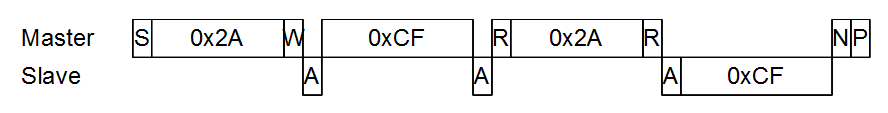 Master S 0x2A W 0xCF R 0x2A R N P
Slave A A A 0xCF